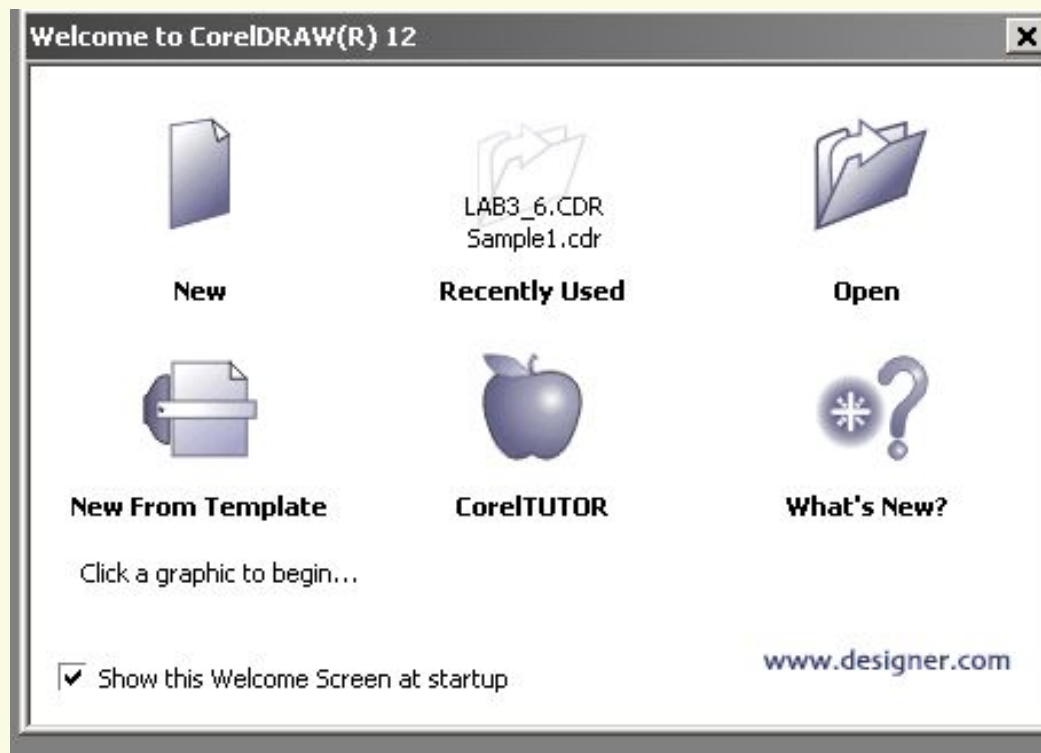 Welcome to CorelDRAW(R) 12
LAB3_6.CDR
Sample1.cdr
New
Recently Used
Open
New From Template
CorelTUTOR
What's New?
Click a graphic to begin...
Show this Welcome Screen at startup
www.designer.com